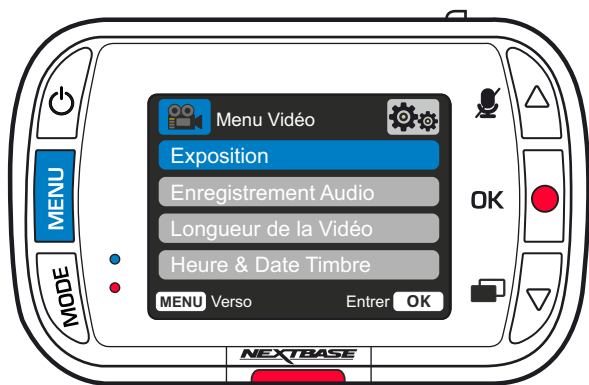 Menu Vidéo
Exposition
MENU
Enregistrement Audio
OK
Longueur de la Vidéo
Heure & Date Timbre
MODE
MENU Verso Entrer OK
NEXTBASE